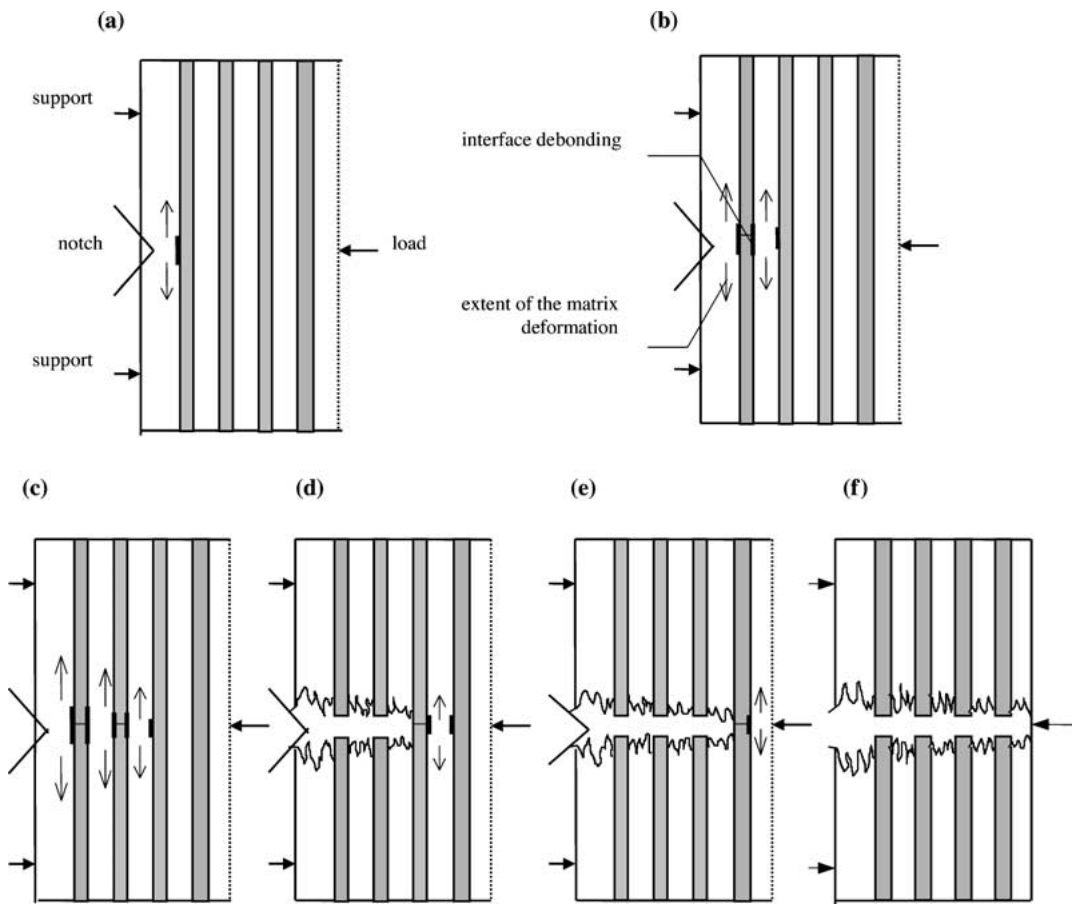 (a)
support
notch
load
support
(b)
interface debonding
extent of the matrix
deformation
(c)
(d)
(e)
(f)